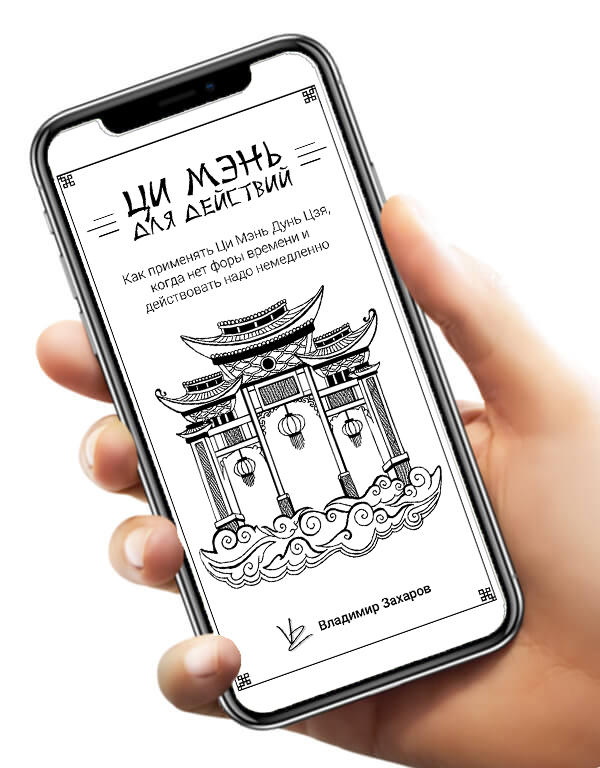 ЦИ МЭНЬ
ДЛЯ ДЕЙСТВИЙ
Как применять Ци Мэнь Дунь Цзя,
когда нет форы времени и
действовать надо немедленно
Владимир Захаров